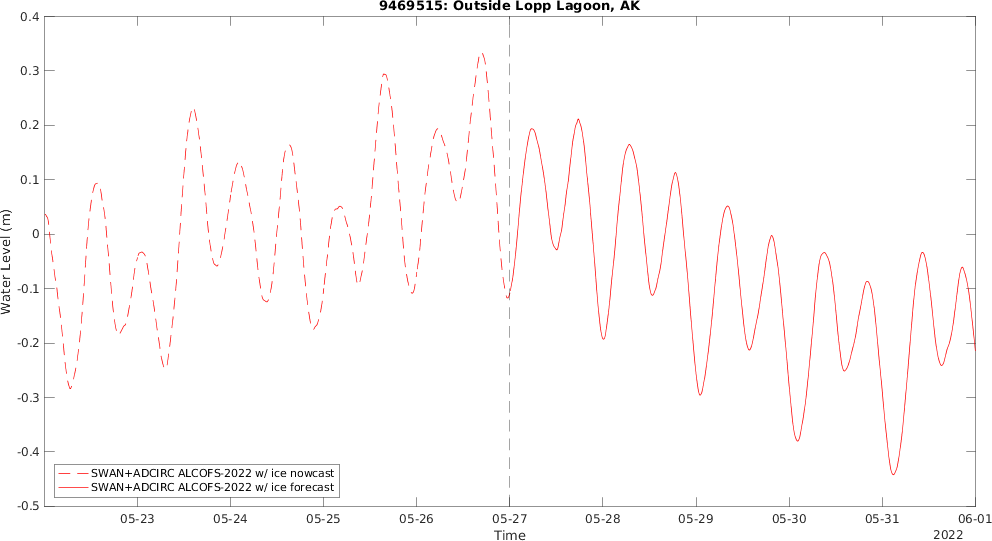 9469515: Outside Lopp Lagoon, AK
Water Level (m)
0.4
0.3
0.2
0.1
0
-0.1
-0.2
-0.3
-0.4
-0.5
SWAN+ADCIRC ALCOFS-2022 w/ ice nowcast
SWAN+ADCIRC ALCOFS-2022 w/ ice forecast
05-23 05-24 05-25 05-26 05-27 05-28 05-29 05-30 05-31 06-01
Time
2022